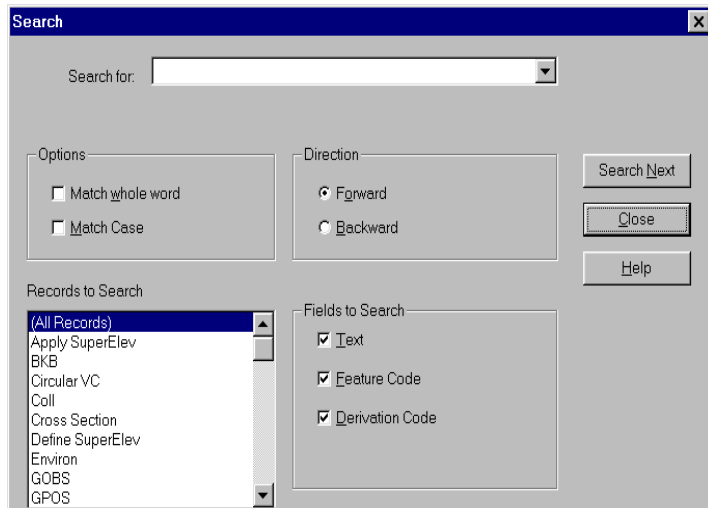 Search
Search for:
Options
Match whole word
Match Case
Direction
Forward
Backward
Search Next
Close
Help
Records to Search
(All Records)
Apply SuperElev
BKB
Circular VC
Coll
Cross Section
Define SuperElev
Environ
GOBS
GPOS
Fields to Search
Text
Feature Code
Derivation Code